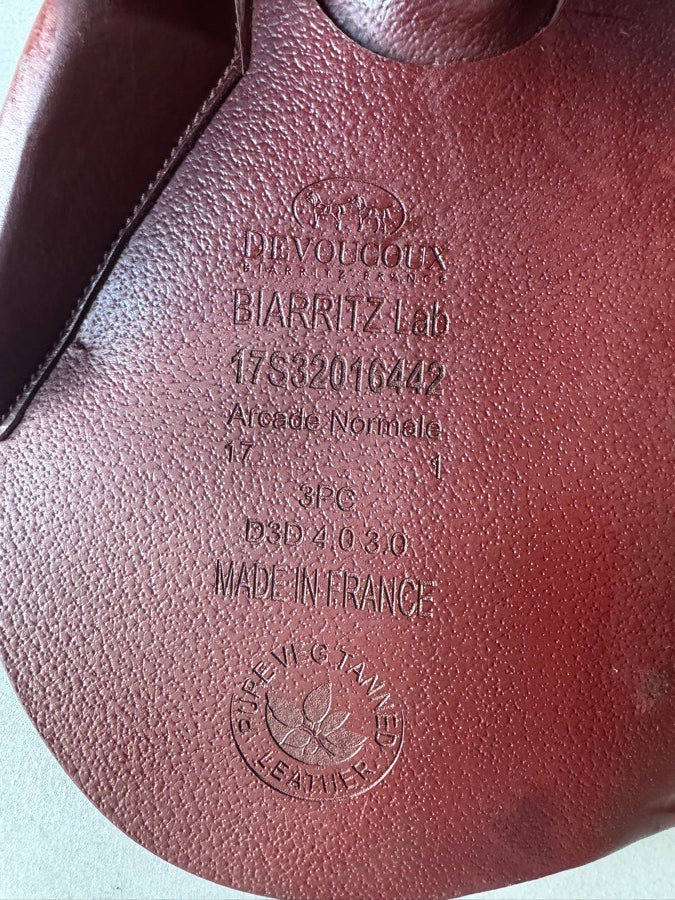 DEVOUCOUX
BIARRITZ FRANCE
BIARRITZ Lab
17S32016442
Arcade Normale
17 1
3PC
D3D 4.0 3.0
MADE IN FRANCE
PURE VEG TANNED
LEATHER